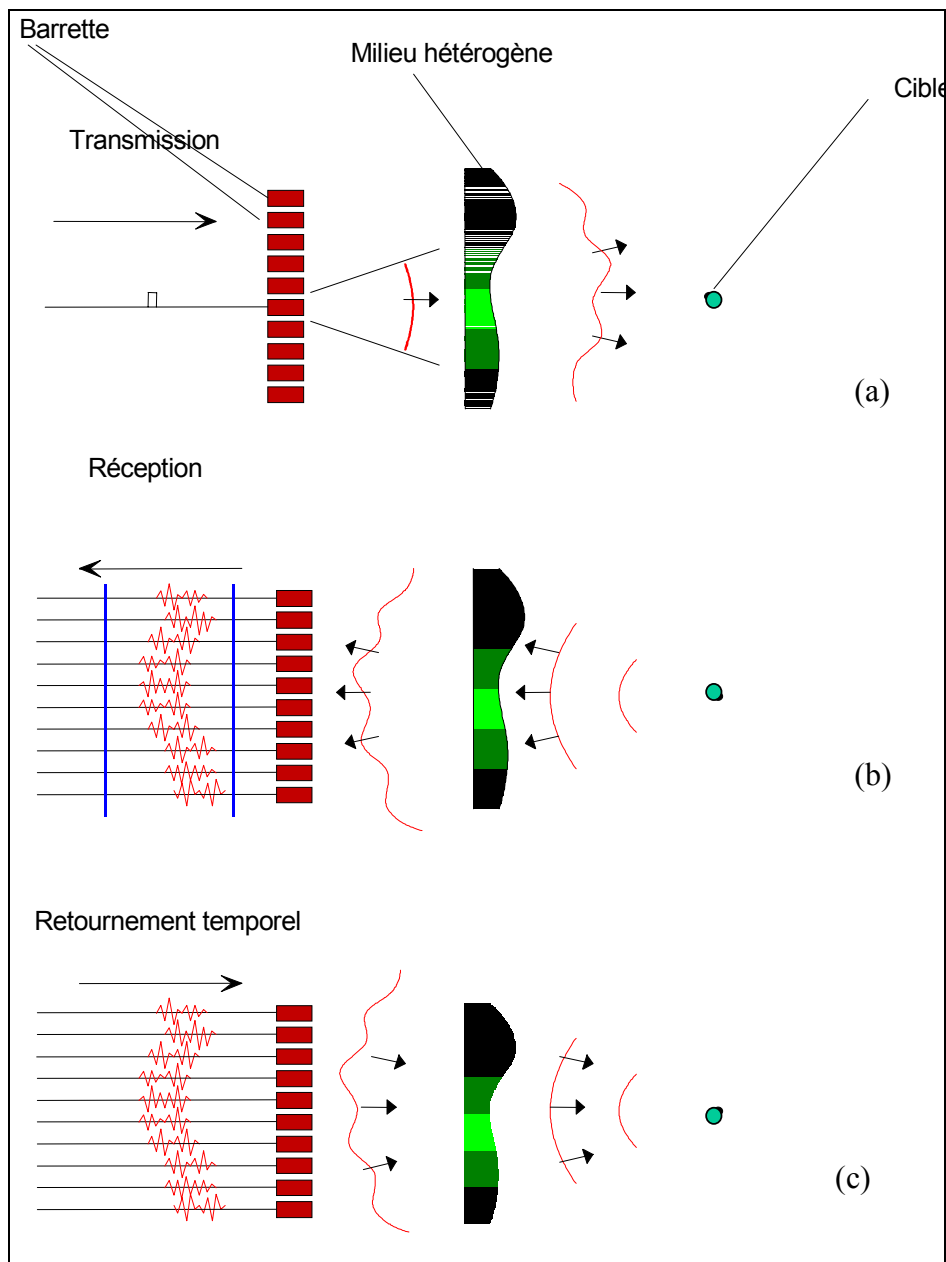 Barrette
Milieu hétérogène
Cible
Transmission
(a)
Réception
(b)
Retournement temporel
(c)